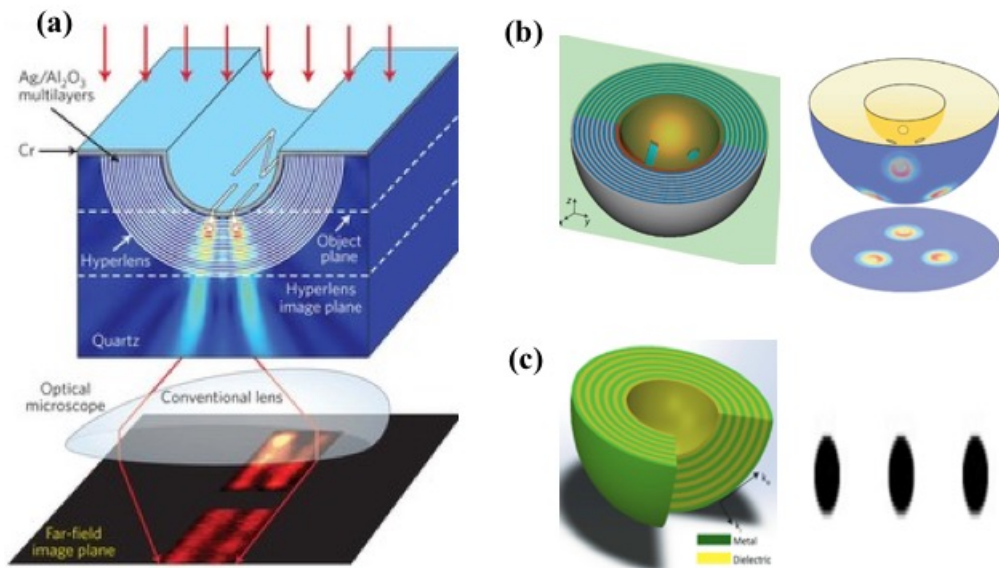 (a)
Ag/Al₂O₃
multilayers
Cr
Hyperlens
Object
plane
Hyperlens
image plane
Quartz
Optical
microscope
Conventional lens
Far-field
image plane
(b)
z
x
y
(c)
Metal
Dielectric